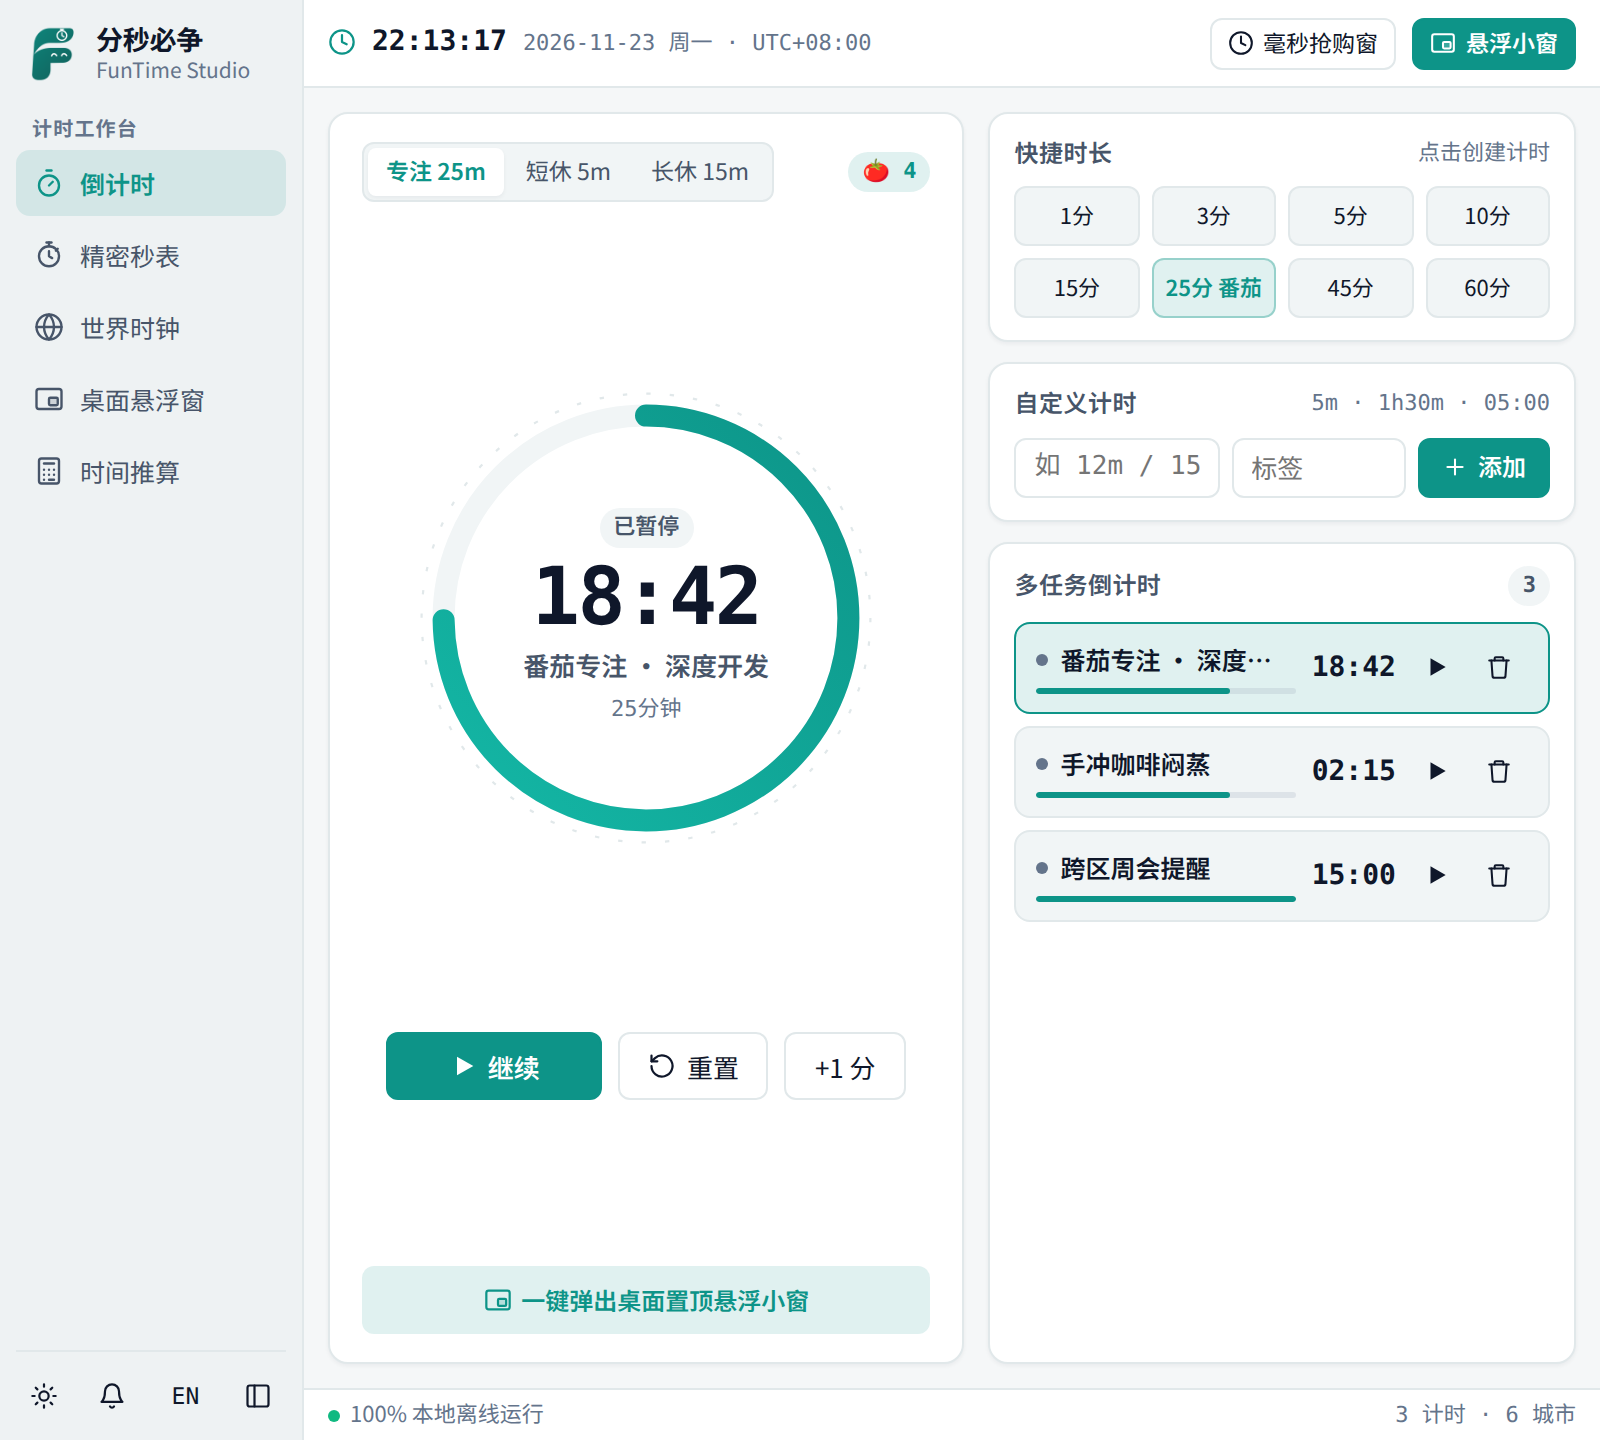 分秒必争
FunTime Studio
计时工作台
倒计时
精密秒表
世界时钟
桌面悬浮窗
时间推算
EN
22:13:17 2026-11-23 周一 · UTC+08:00
毫秒抢购窗
悬浮小窗
专注 25m 短休 5m 长休 15m
4
已暂停
18:42
番茄专注 · 深度开发
25分钟
继续
重置
+1 分
一键弹出桌面置顶悬浮小窗
快捷时长 点击创建计时
1分 3分 5分 10分
15分 25分 番茄 45分 60分
自定义计时 5m · 1h30m · 05:00
如 12m / 15 标签 添加
多任务倒计时 3
番茄专注 · 深度… 18:42
手冲咖啡闷蒸 02:15
跨区周会提醒 15:00
100% 本地离线运行
3 计时 · 6 城市